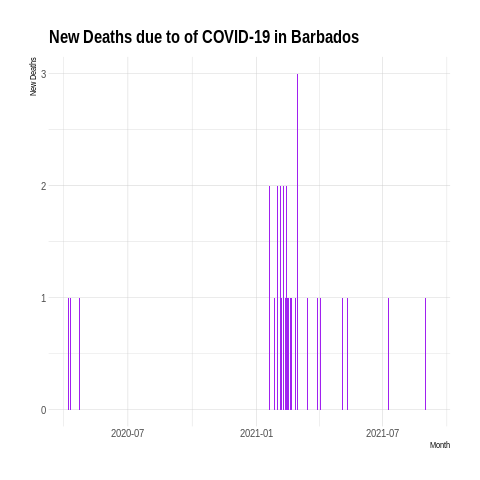 New Deaths due to of COVID-19 in Barbados
New Deaths
3
2
1
0
2020-07
2021-01
2021-07
Month